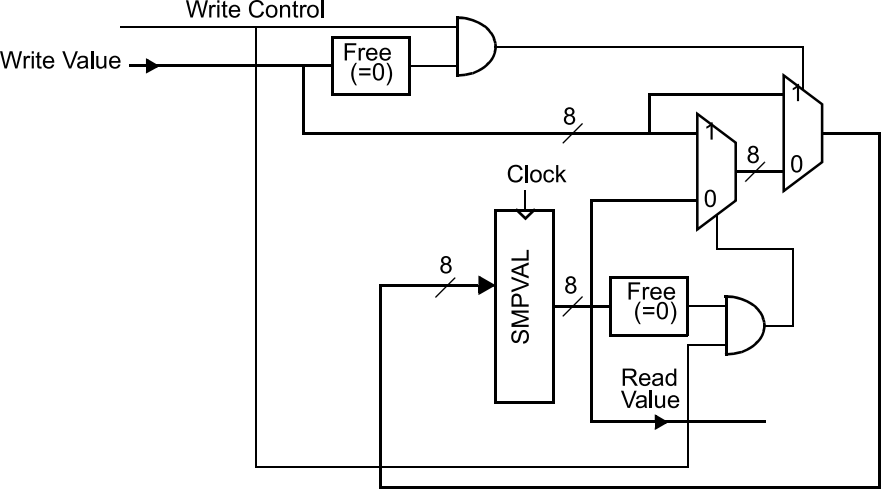 Write Control
Write Value
Free
(=0)
1
8
1
8
0
Clock
0
SMPVAL
8
8
Free
(=0)
Read
Value